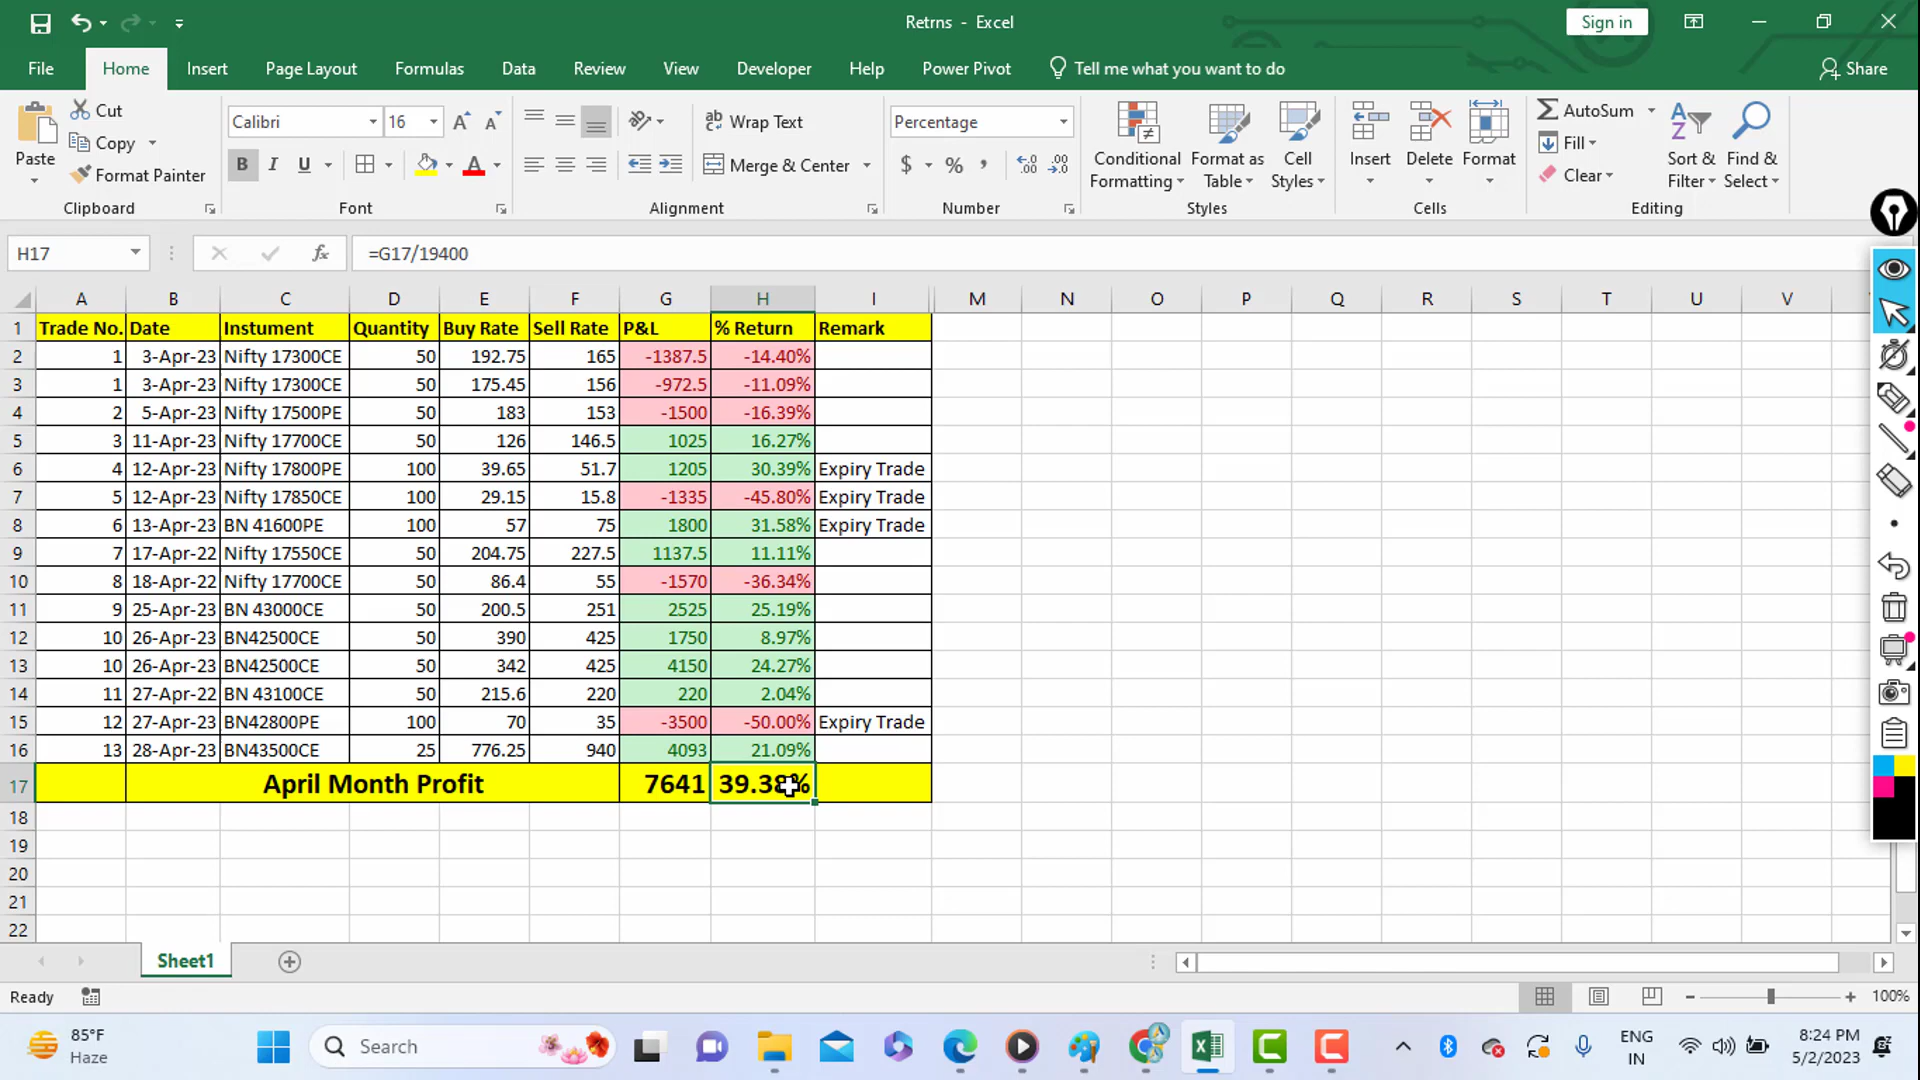 Retrns - Excel
Sign in
File Home Insert Page Layout Formulas Data Review View Developer Help Power Pivot Tell me what you want to do Share
Cut
Copy
Format Painter
Paste
Clipboard
Calibri 16
B I U
Font
Wrap Text
Merge & Center
Alignment
Percentage
$ % ,
Number
Conditional Formatting
Format as Table
Cell Styles
Styles
Insert Delete Format
Cells
AutoSum
Fill
Clear
Sort & Filter
Find & Select
Editing
H17 fx =G17/19400
A B C D E F G H I M N O P Q R S T U V
1 Trade No. Date Instument Quantity Buy Rate Sell Rate P&L % Return Remark
2 1 3-Apr-23 Nifty 17300CE 50 192.75 165 -1387.5 -14.40%
3 1 3-Apr-23 Nifty 17300CE 50 175.45 156 -972.5 -11.09%
4 2 5-Apr-23 Nifty 17500PE 50 183 153 -1500 -16.39%
5 3 11-Apr-23 Nifty 17700CE 50 126 146.5 1025 16.27%
6 4 12-Apr-23 Nifty 17800PE 100 39.65 51.7 1205 30.39% Expiry Trade
7 5 12-Apr-23 Nifty 17850CE 100 29.15 15.8 -1335 -45.80% Expiry Trade
8 6 13-Apr-23 BN 41600PE 100 57 75 1800 31.58% Expiry Trade
9 7 17-Apr-22 Nifty 17550CE 50 204.75 227.5 1137.5 11.11%
10 8 18-Apr-22 Nifty 17700CE 50 86.4 55 -1570 -36.34%
11 9 25-Apr-23 BN 43000CE 50 200.5 251 2525 25.19%
12 10 26-Apr-23 BN42500CE 50 390 425 1750 8.97%
13 10 26-Apr-23 BN42500CE 50 342 425 4150 24.27%
14 11 27-Apr-22 BN 43100CE 50 215.6 220 220 2.04%
15 12 27-Apr-23 BN42800PE 100 70 35 -3500 -50.00% Expiry Trade
16 13 28-Apr-23 BN43500CE 25 776.25 940 4093 21.09%
17 April Month Profit 7641 39.38%
18
19
20
21
22
Sheet1
Ready 100%
85°F
Haze
Search
ENG
IN
8:24 PM
5/2/2023